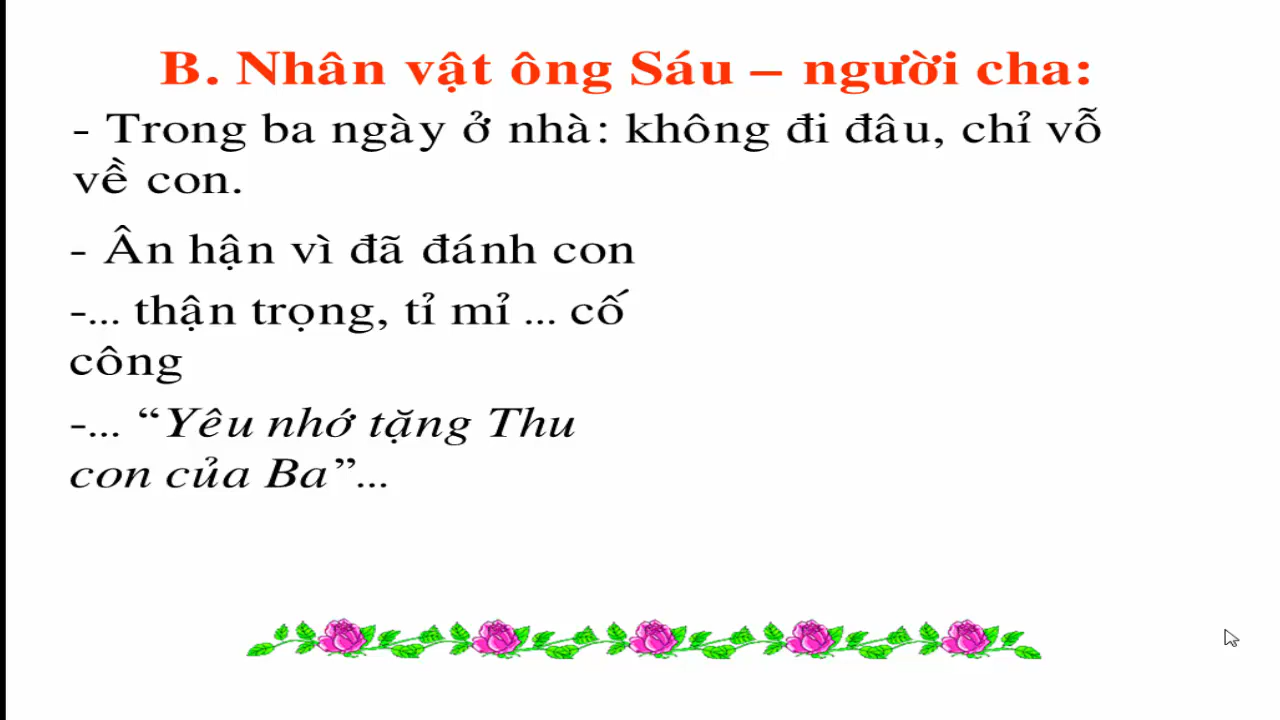 B. Nhân vật ông Sáu – người cha:
- Trong ba ngày ở nhà: không đi đâu, chỉ vỗ
về con.
- Ân hận vì đã đánh con
-... thận trọng, tỉ mỉ ... cố
công
-... “Yêu nhớ tặng Thu
con của Ba”...